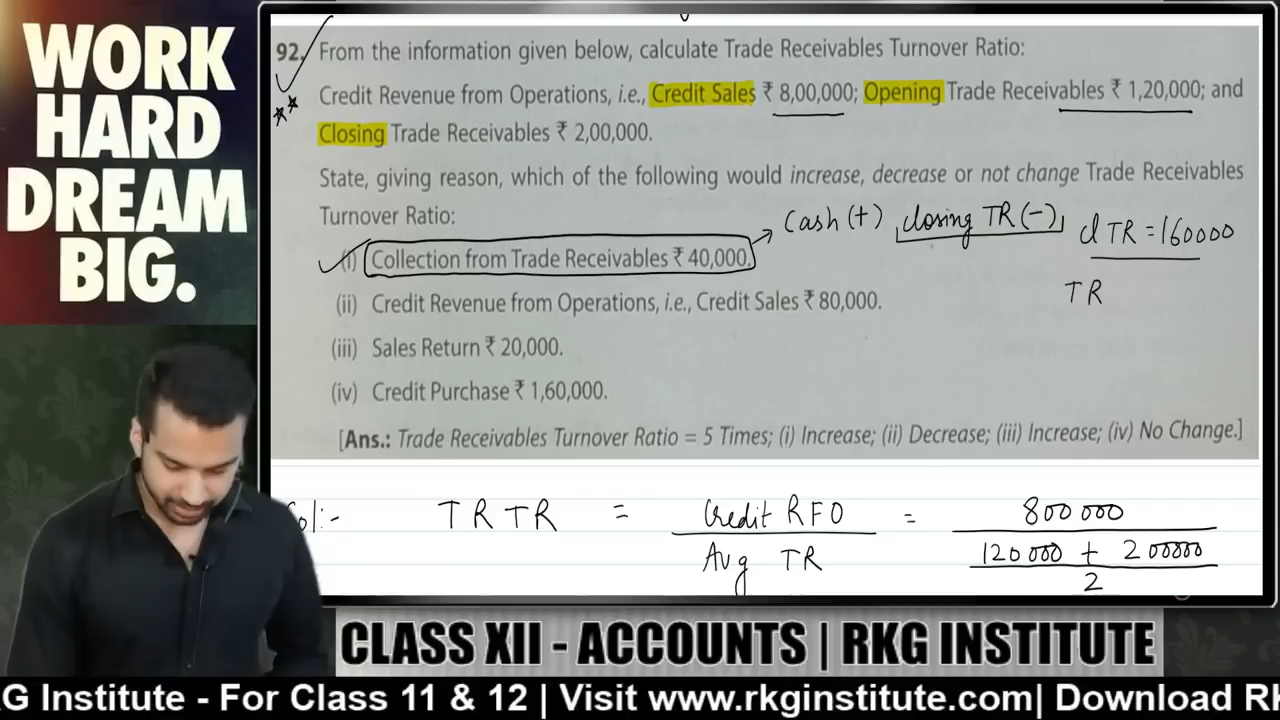 WORK
HARD
DREAM
BIG.
92. From the information given below, calculate Trade Receivables Turnover Ratio:
Credit Revenue from Operations, i.e., Credit Sales ₹ 8,00,000; Opening Trade Receivables ₹ 1,20,000; and
Closing Trade Receivables ₹ 2,00,000.
State, giving reason, which of the following would increase, decrease or not change Trade Receivables
Turnover Ratio:
(i) Collection from Trade Receivables ₹ 40,000. → Cash (+) closing TR (-) cl TR = 160000
TR
(ii) Credit Revenue from Operations, i.e., Credit Sales ₹ 80,000.
(iii) Sales Return ₹ 20,000.
(iv) Credit Purchase ₹ 1,60,000.
[Ans.: Trade Receivables Turnover Ratio = 5 Times; (i) Increase; (ii) Decrease; (iii) Increase; (iv) No Change.]
ol:- TRTR = Credit RFO = 800000
Avg TR 120000 + 200000
2
CLASS XII - ACCOUNTS | RKG INSTITUTE
G Institute - For Class 11 & 12 | Visit www.rkginstitute.com| Download RI